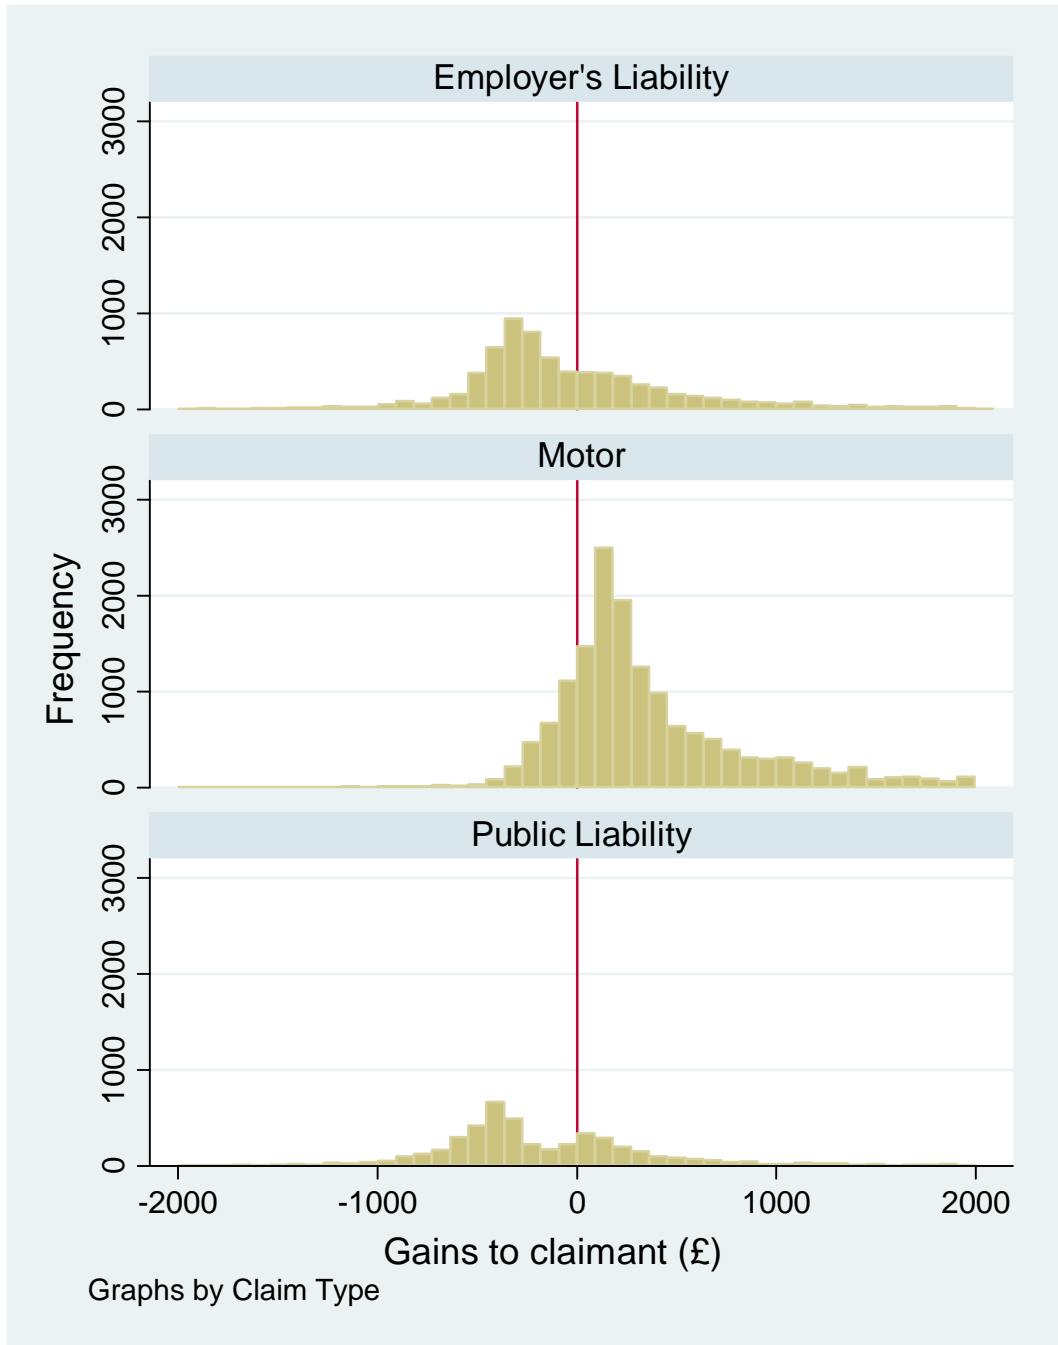 Employer's Liability
3000
2000
1000
0
Motor
3000
2000
1000
0
Frequency
Public Liability
3000
2000
1000
0
-2000 -1000 0 1000 2000
Gains to claimant (£)
Graphs by Claim Type